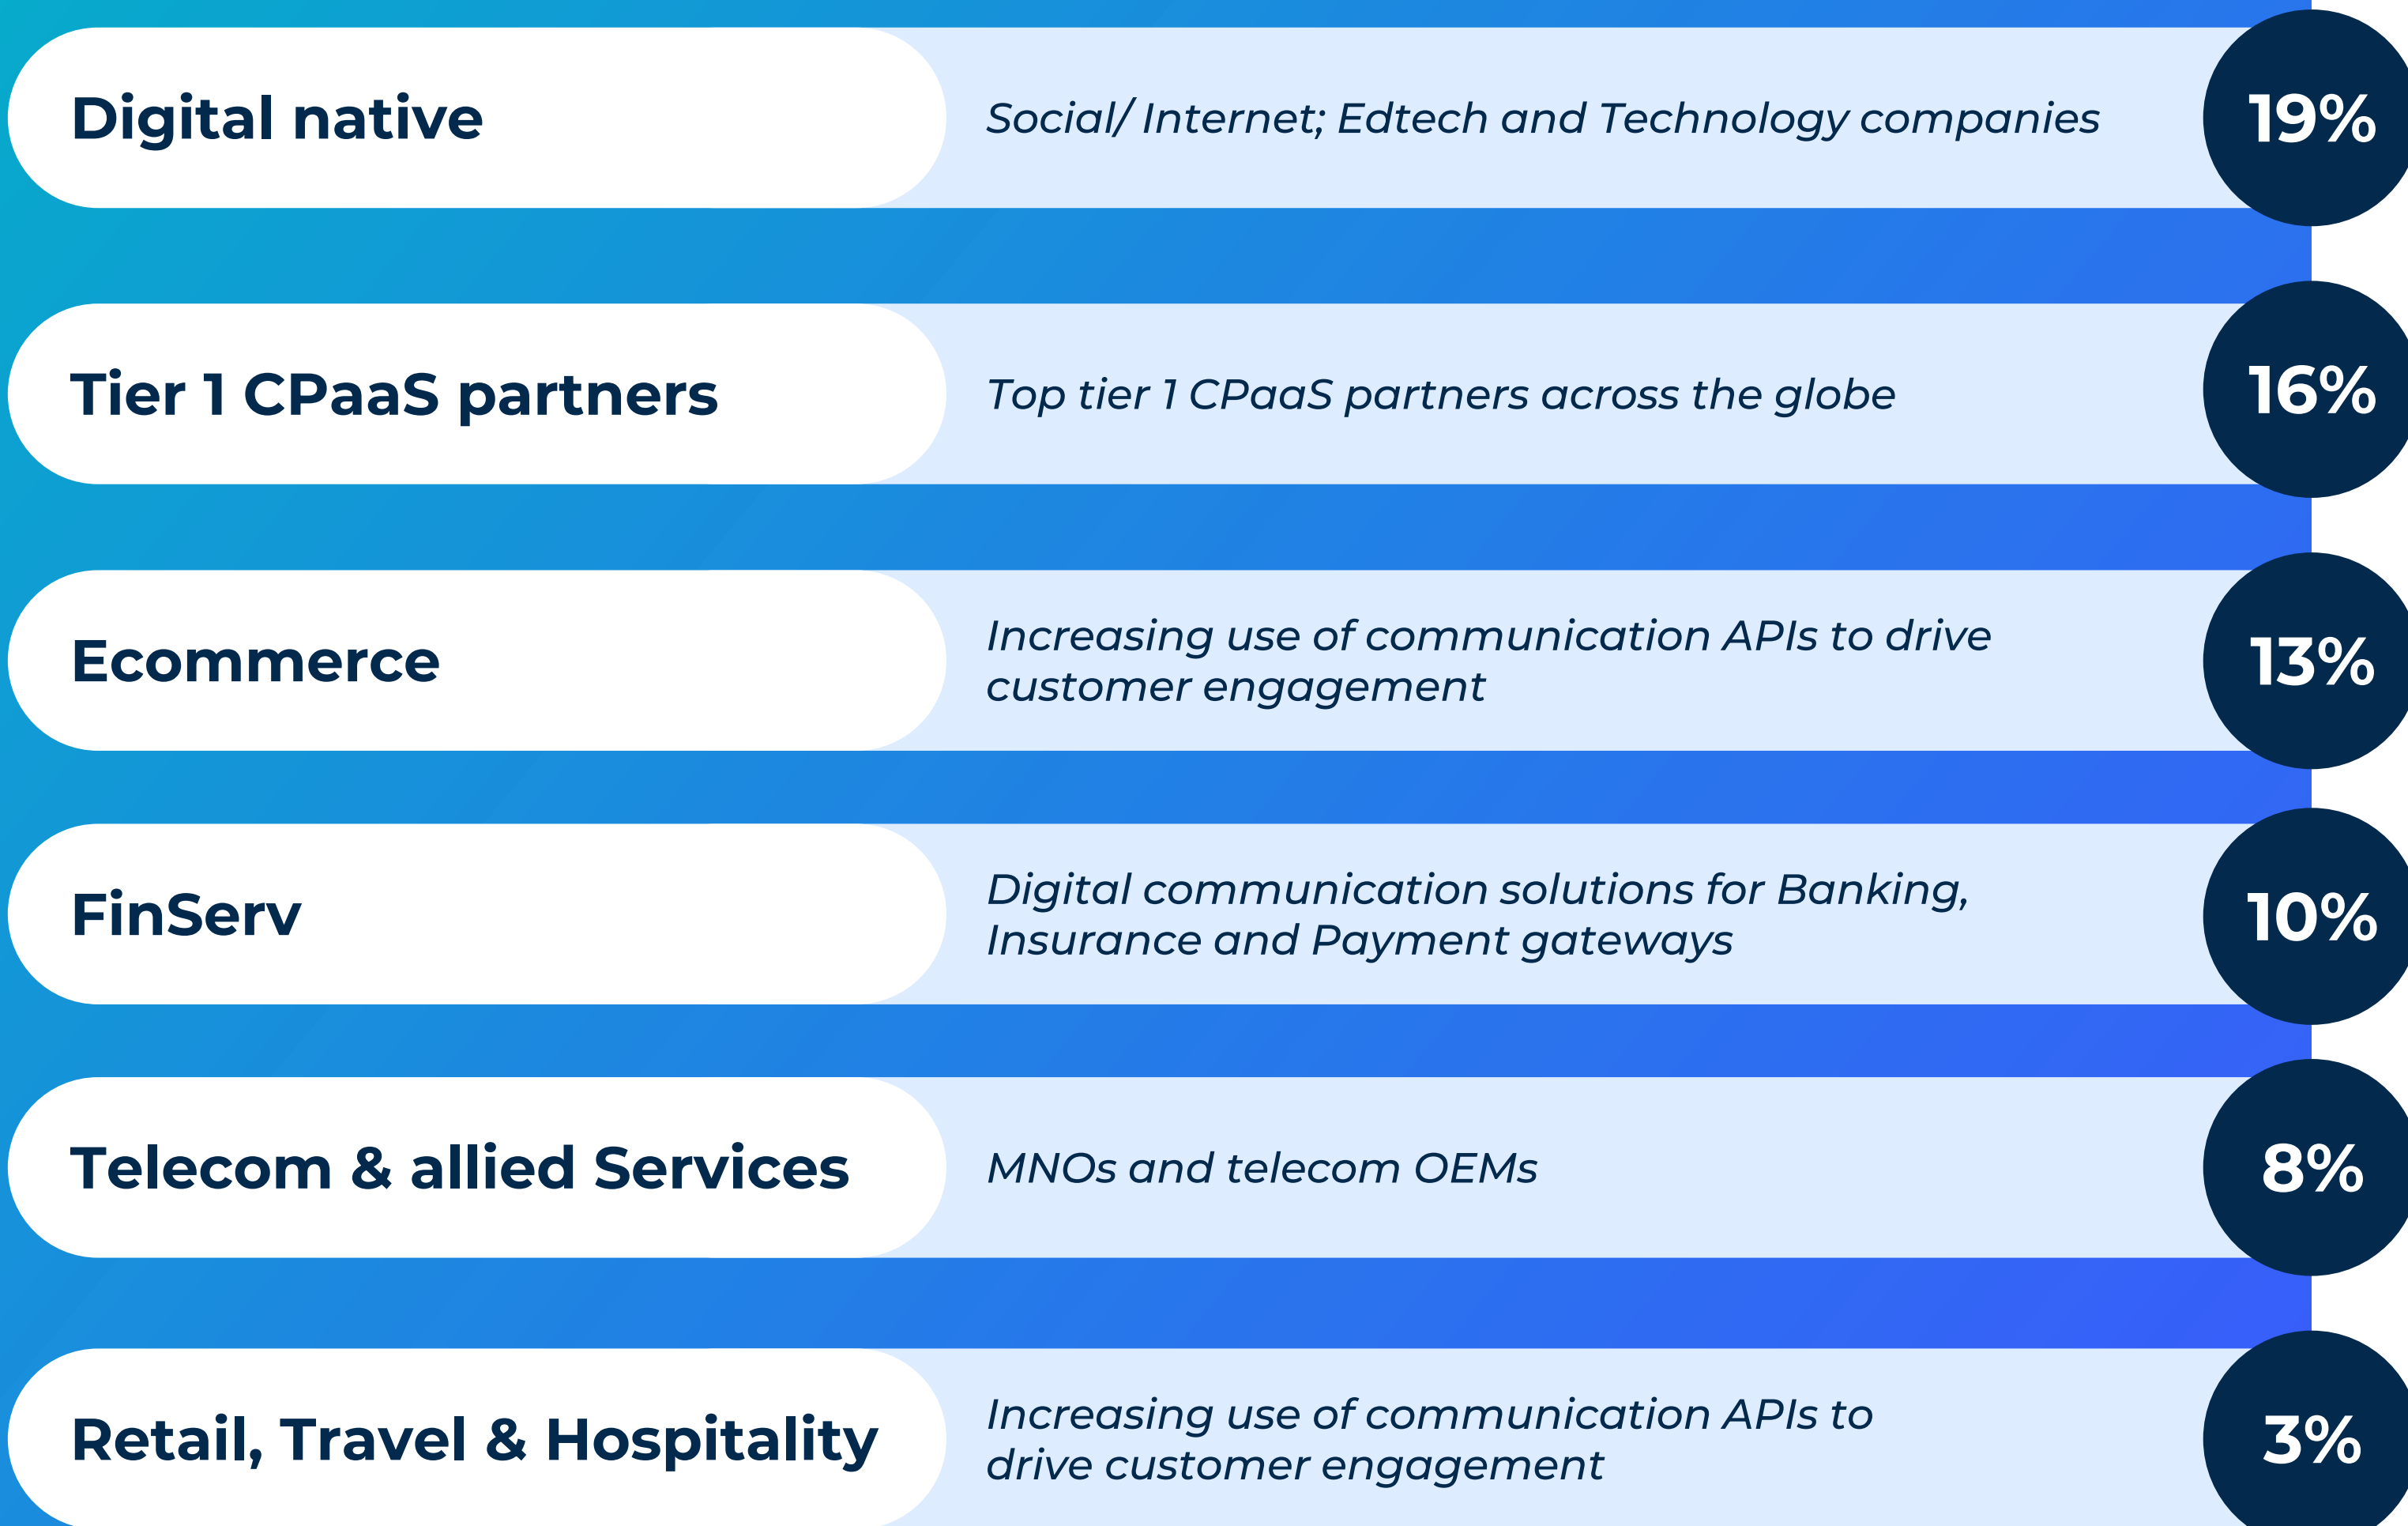 Digital native
Social/ Internet; Edtech and Technology companies
19%
Tier 1 CPaaS partners
Top tier 1 CPaaS partners across the globe
16%
Ecommerce
Increasing use of communication APIs to drive
customer engagement
13%
FinServ
Digital communication solutions for Banking,
Insurance and Payment gateways
10%
Telecom & allied Services
MNOs and telecom OEMs
8%
Retail, Travel & Hospitality
Increasing use of communication APIs to
drive customer engagement
3%